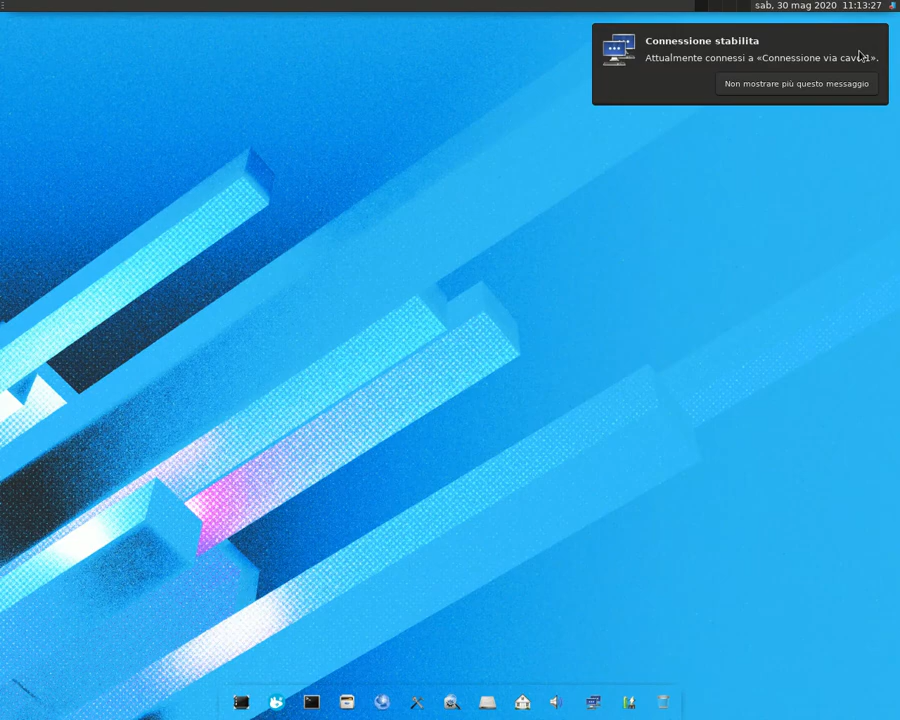 sab, 30 mag 2020 11:13:27
Connessione stabilita
Attualmente connessi a «Connessione via cavo 1».
Non mostrare più questo messaggio